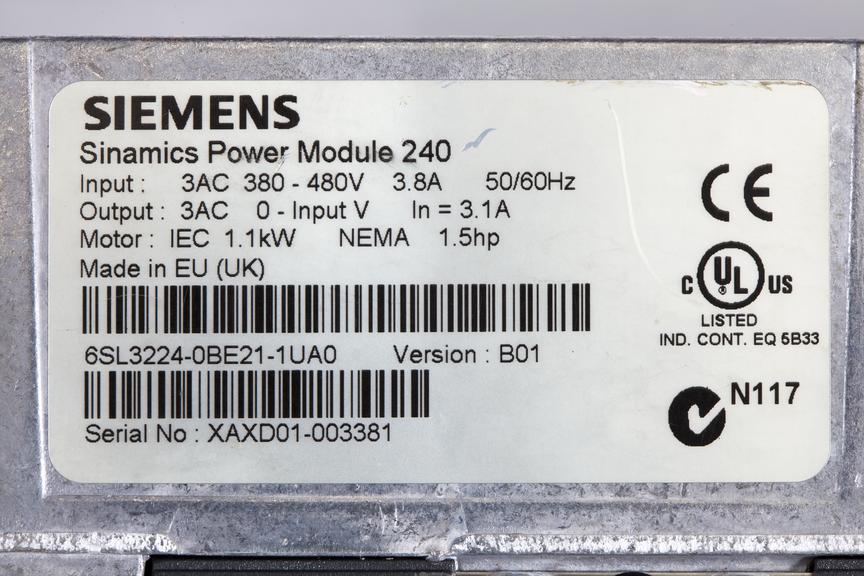 SIEMENS
Sinamics Power Module 240
Input : 3AC 380 - 480V 3.8A 50/60Hz
Output : 3AC 0 - Input V In = 3.1A
Motor : IEC 1.1kW NEMA 1.5hp
Made in EU (UK)
6SL3224-0BE21-1UA0 Version : B01
Serial No : XAXD01-003381
CE
C UL ® US
LISTED
IND. CONT. EQ 5B33
N117